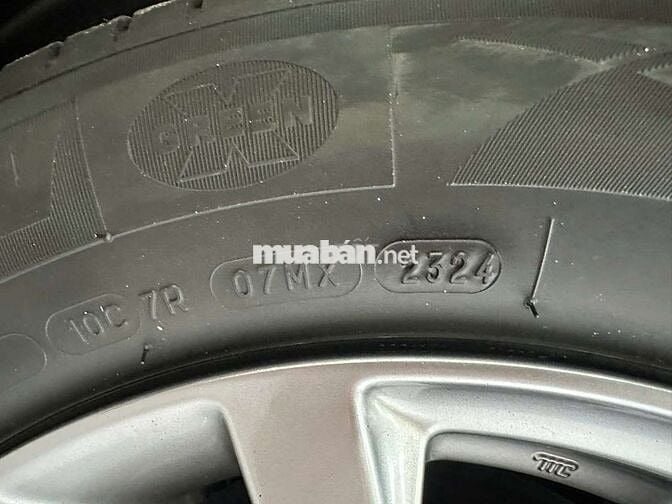 GREEN X
muaban.net
10C 7R 07MX 2324